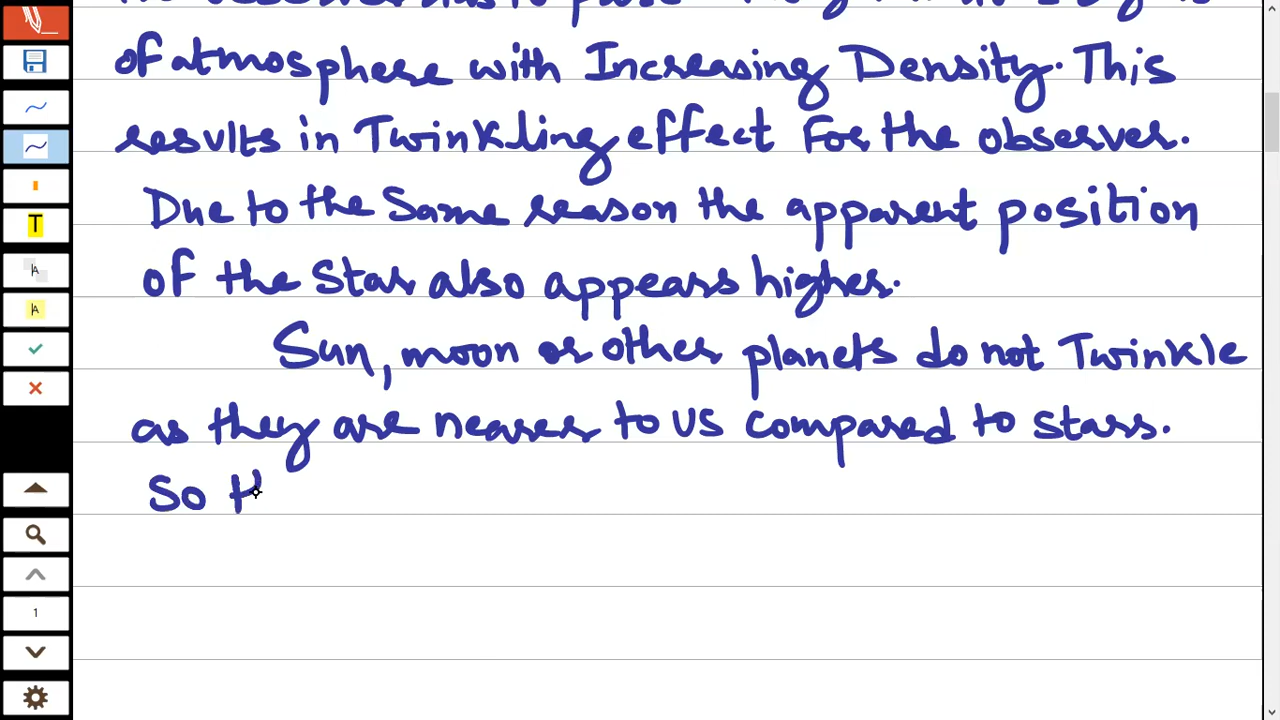 of atmosphere with Increasing Density. This
results in Twinkling effect For the observer.
Due to the Same reason the apparent position
of the Star also appears higher.
Sun, moon or other planets do not Twinkle
as they are nearer to us compared to stars.
So
T
A
A
1